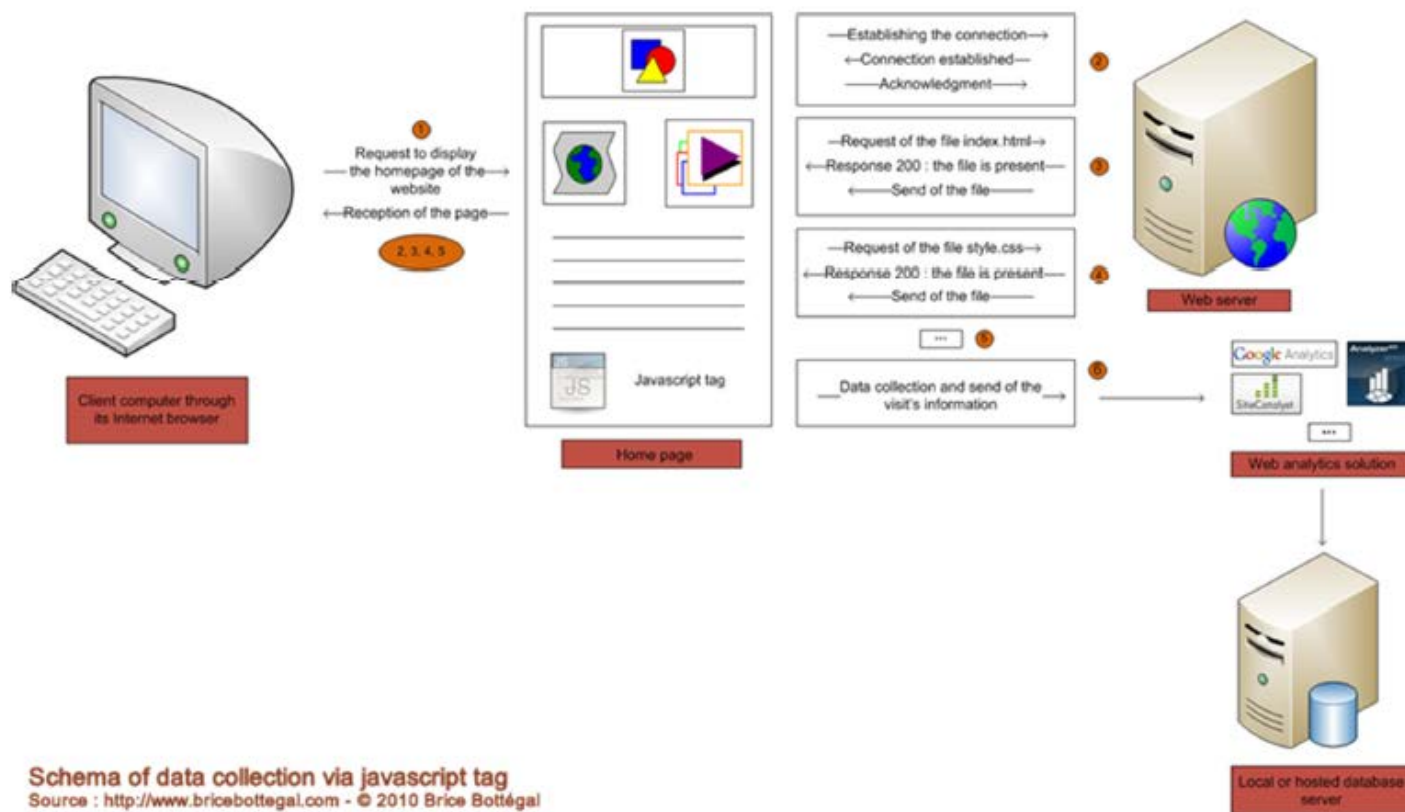 1
Request to display
the homepage of the
website
Reception of the page
2, 3, 4, 5
Client computer through
its Internet browser
JS
Javascript tag
Home page
Establishing the connection
Connection established
Acknowledgment
2
Request of the file index.html
Response 200 : the file is present
Send of the file
3
Request of the file style.css
Response 200 : the file is present
Send of the file
4
...
5
Data collection and send of the
visit's information
6
Web server
Google Analytics
Analyzer
SiteCatalyst
...
Web analytics solution
Local or hosted database
server
Schema of data collection via javascript tag
Source : http://www.bricebottegal.com - © 2010 Brice Bottégal